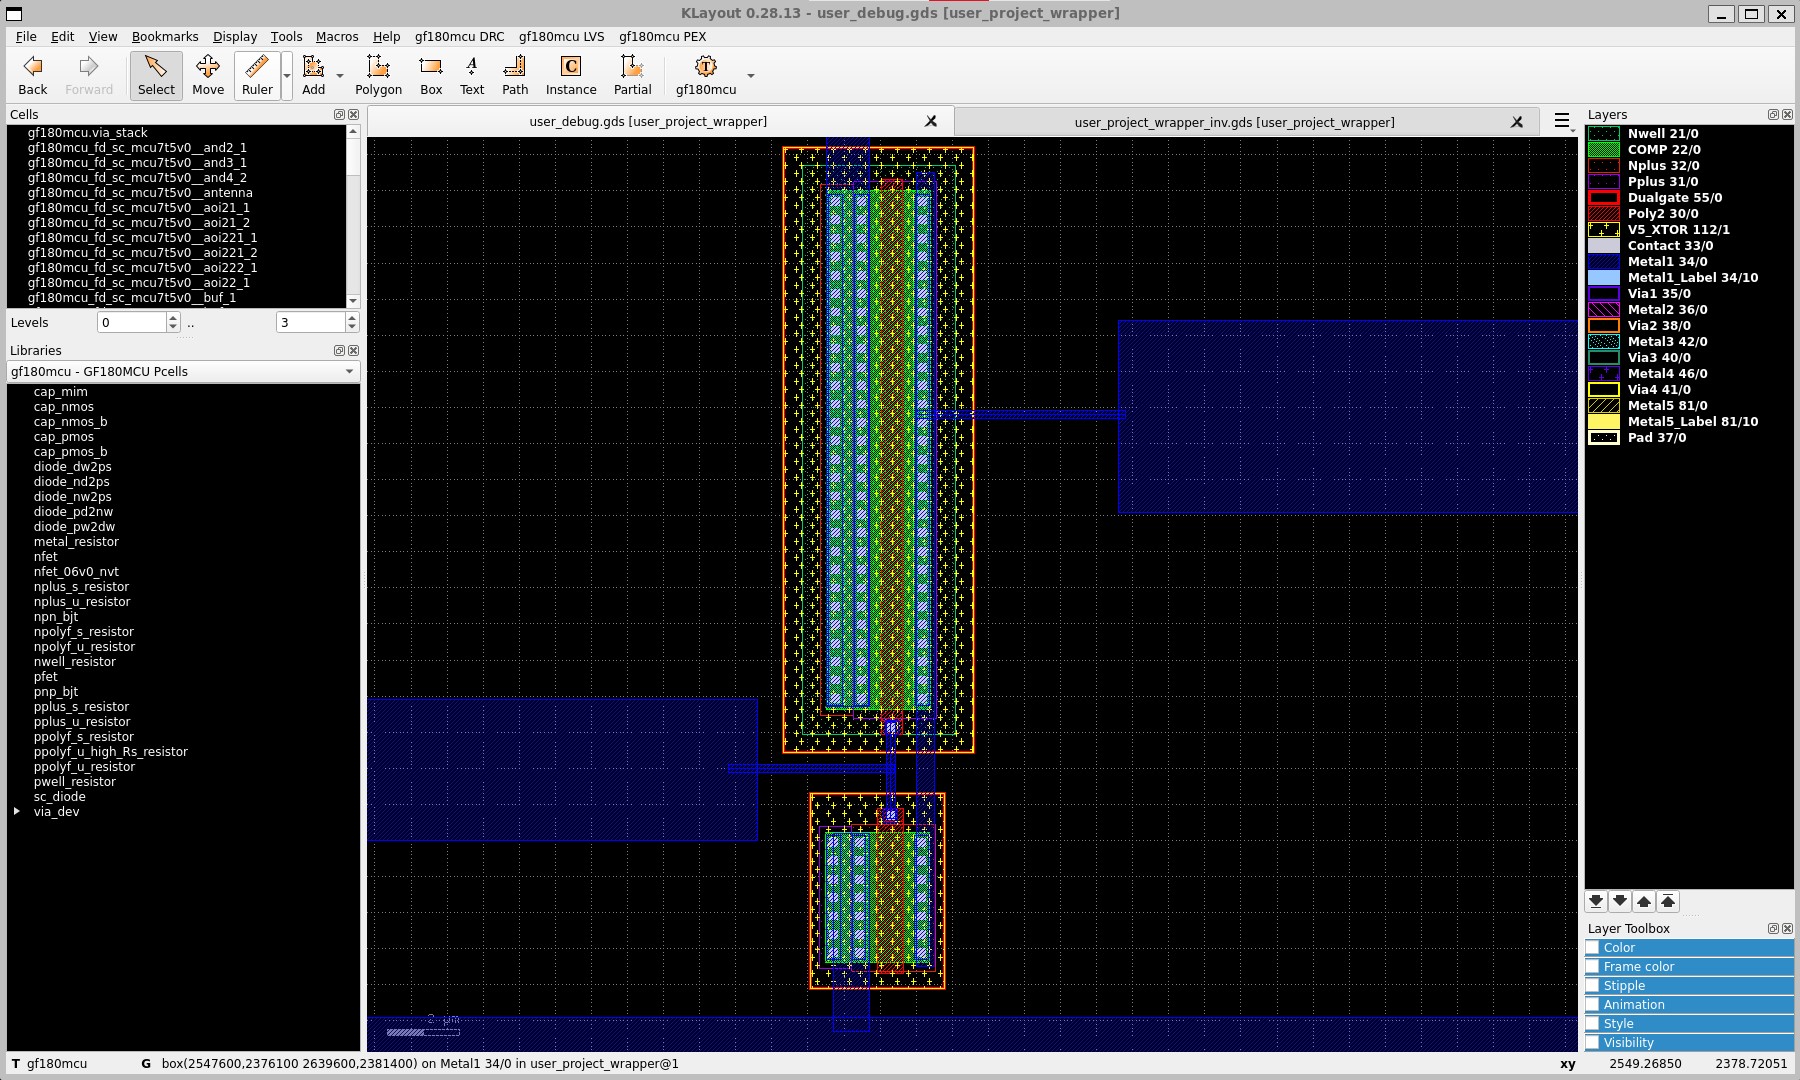 KLayout 0.28.13 - user_debug.gds [user_project_wrapper]
File Edit View Bookmarks Display Tools Macros Help gf180mcu DRC gf180mcu LVS gf180mcu PEX
Back Forward Select Move Ruler Add Polygon Box Text Path Instance Partial gf180mcu
Cells
gf180mcu.via_stack
gf180mcu_fd_sc_mcu7t5v0__and2_1
gf180mcu_fd_sc_mcu7t5v0__and3_1
gf180mcu_fd_sc_mcu7t5v0__and4_2
gf180mcu_fd_sc_mcu7t5v0__antenna
gf180mcu_fd_sc_mcu7t5v0__aoi21_1
gf180mcu_fd_sc_mcu7t5v0__aoi21_2
gf180mcu_fd_sc_mcu7t5v0__aoi221_1
gf180mcu_fd_sc_mcu7t5v0__aoi221_2
gf180mcu_fd_sc_mcu7t5v0__aoi222_1
gf180mcu_fd_sc_mcu7t5v0__aoi22_1
gf180mcu_fd_sc_mcu7t5v0__buf_1
Levels 0 .. 3
Libraries
gf180mcu - GF180MCU Pcells
cap_mim
cap_nmos
cap_nmos_b
cap_pmos
cap_pmos_b
diode_dw2ps
diode_nd2ps
diode_nw2ps
diode_pd2nw
diode_pw2dw
metal_resistor
nfet
nfet_06v0_nvt
nplus_s_resistor
nplus_u_resistor
npn_bjt
npolyf_s_resistor
npolyf_u_resistor
nwell_resistor
pfet
pnp_bjt
pplus_s_resistor
pplus_u_resistor
ppolyf_s_resistor
ppolyf_u_high_Rs_resistor
ppolyf_u_resistor
pwell_resistor
sc_diode
via_dev
user_debug.gds [user_project_wrapper]
user_project_wrapper_inv.gds [user_project_wrapper]
2 µm
Layers
Nwell 21/0
COMP 22/0
Nplus 32/0
Pplus 31/0
Dualgate 55/0
Poly2 30/0
V5_XTOR 112/1
Contact 33/0
Metal1 34/0
Metal1_Label 34/10
Via1 35/0
Metal2 36/0
Via2 38/0
Metal3 42/0
Via3 40/0
Metal4 46/0
Via4 41/0
Metal5 81/0
Metal5_Label 81/10
Pad 37/0
Layer Toolbox
Color
Frame color
Stipple
Animation
Style
Visibility
T gf180mcu G box(2547600,2376100 2639600,2381400) on Metal1 34/0 in user_project_wrapper@1 xy 2549.26850 2378.72051